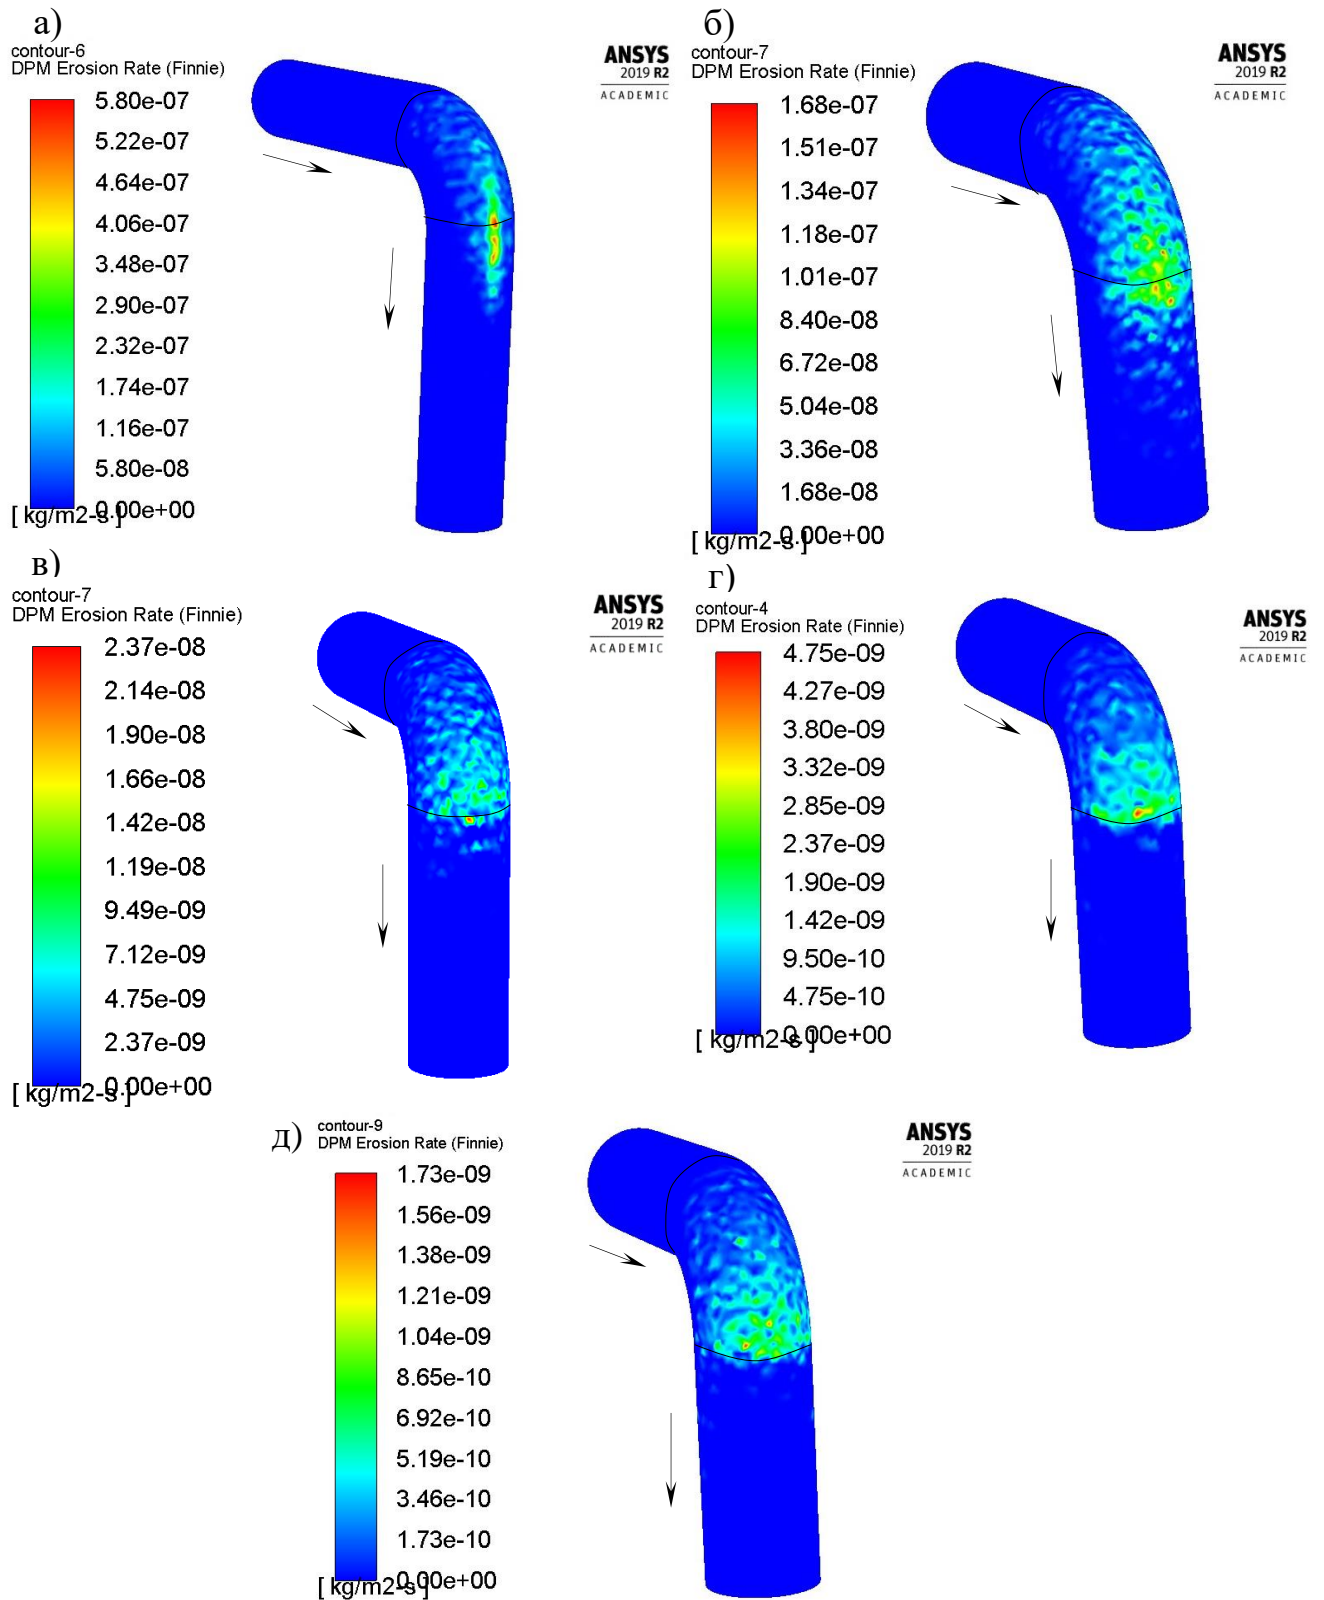 а)
contour-6
DPM Erosion Rate (Finnie)
5.80e-07
5.22e-07
4.64e-07
4.06e-07
3.48e-07
2.90e-07
2.32e-07
1.74e-07
1.16e-07
5.80e-08
0.00e+00
[ kg/m2-s ]
ANSYS
2019 R2
ACADEMIC
б)
contour-7
DPM Erosion Rate (Finnie)
1.68e-07
1.51e-07
1.34e-07
1.18e-07
1.01e-07
8.40e-08
6.72e-08
5.04e-08
3.36e-08
1.68e-08
0.00e+00
[ kg/m2-s ]
ANSYS
2019 R2
ACADEMIC
в)
contour-7
DPM Erosion Rate (Finnie)
2.37e-08
2.14e-08
1.90e-08
1.66e-08
1.42e-08
1.19e-08
9.49e-09
7.12e-09
4.75e-09
2.37e-09
0.00e+00
[ kg/m2-s ]
ANSYS
2019 R2
ACADEMIC
г)
contour-4
DPM Erosion Rate (Finnie)
4.75e-09
4.27e-09
3.80e-09
3.32e-09
2.85e-09
2.37e-09
1.90e-09
1.42e-09
9.50e-10
4.75e-10
0.00e+00
[ kg/m2-s ]
ANSYS
2019 R2
ACADEMIC
д)
contour-9
DPM Erosion Rate (Finnie)
1.73e-09
1.56e-09
1.38e-09
1.21e-09
1.04e-09
8.65e-10
6.92e-10
5.19e-10
3.46e-10
1.73e-10
0.00e+00
[ kg/m2-s ]
ANSYS
2019 R2
ACADEMIC